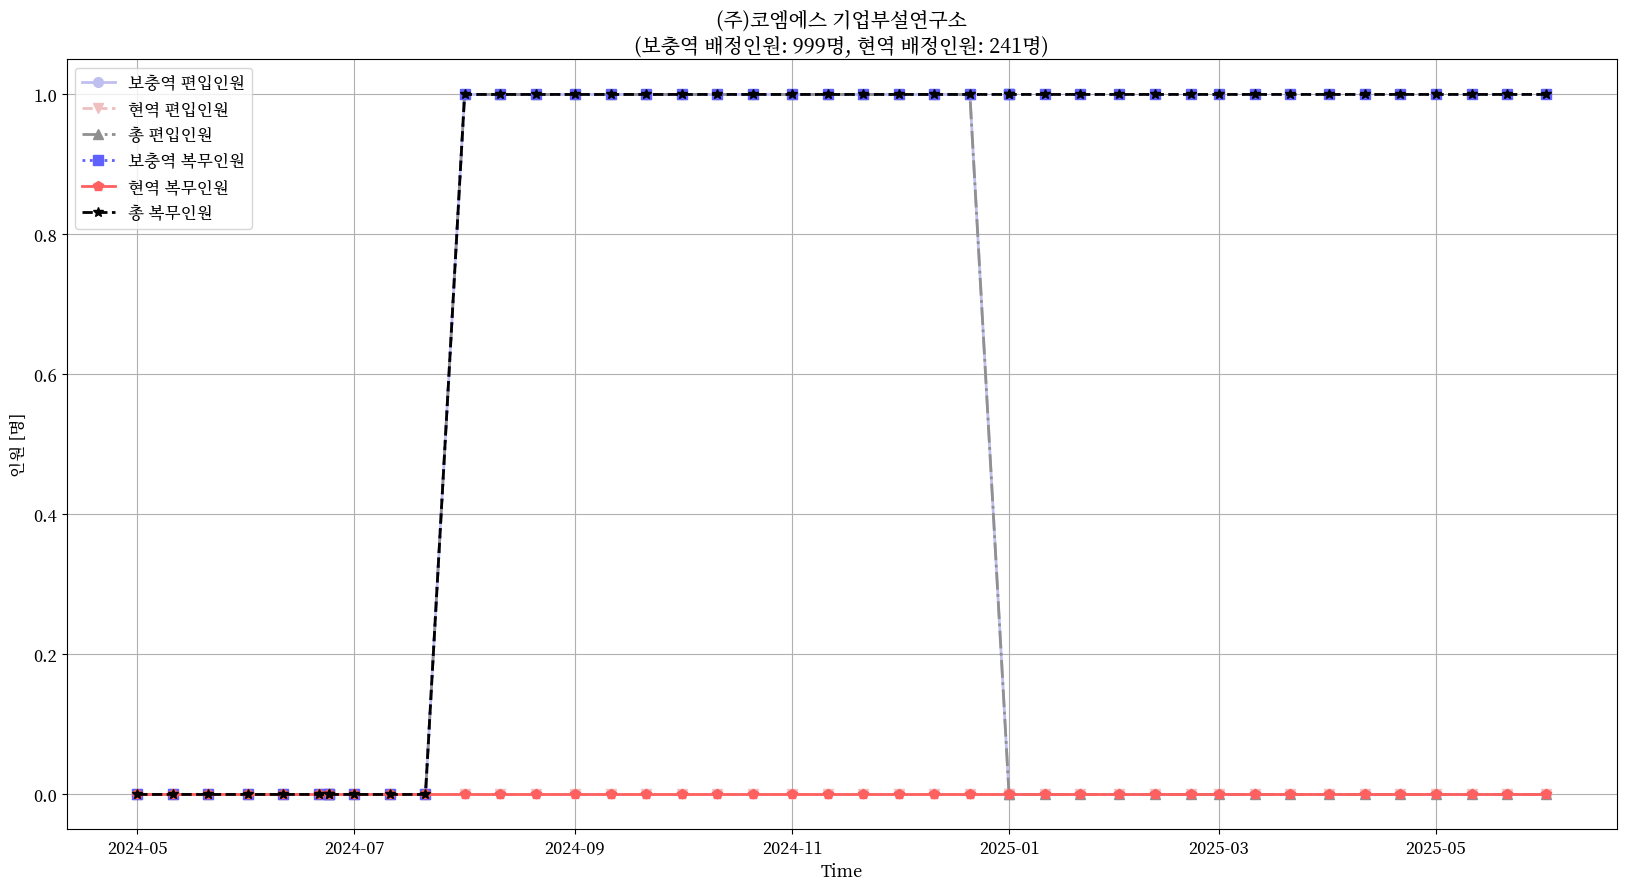 (주)코엠에스 기업부설연구소
(보충역 배정인원: 999명, 현역 배정인원: 241명)
보충역 편입인원
현역 편입인원
총 편입인원
보충역 복무인원
현역 복무인원
총 복무인원
1.0
0.8
0.6
0.4
0.2
0.0
인원 [명]
2024-05
2024-07
2024-09
2024-11
2025-01
2025-03
2025-05
Time